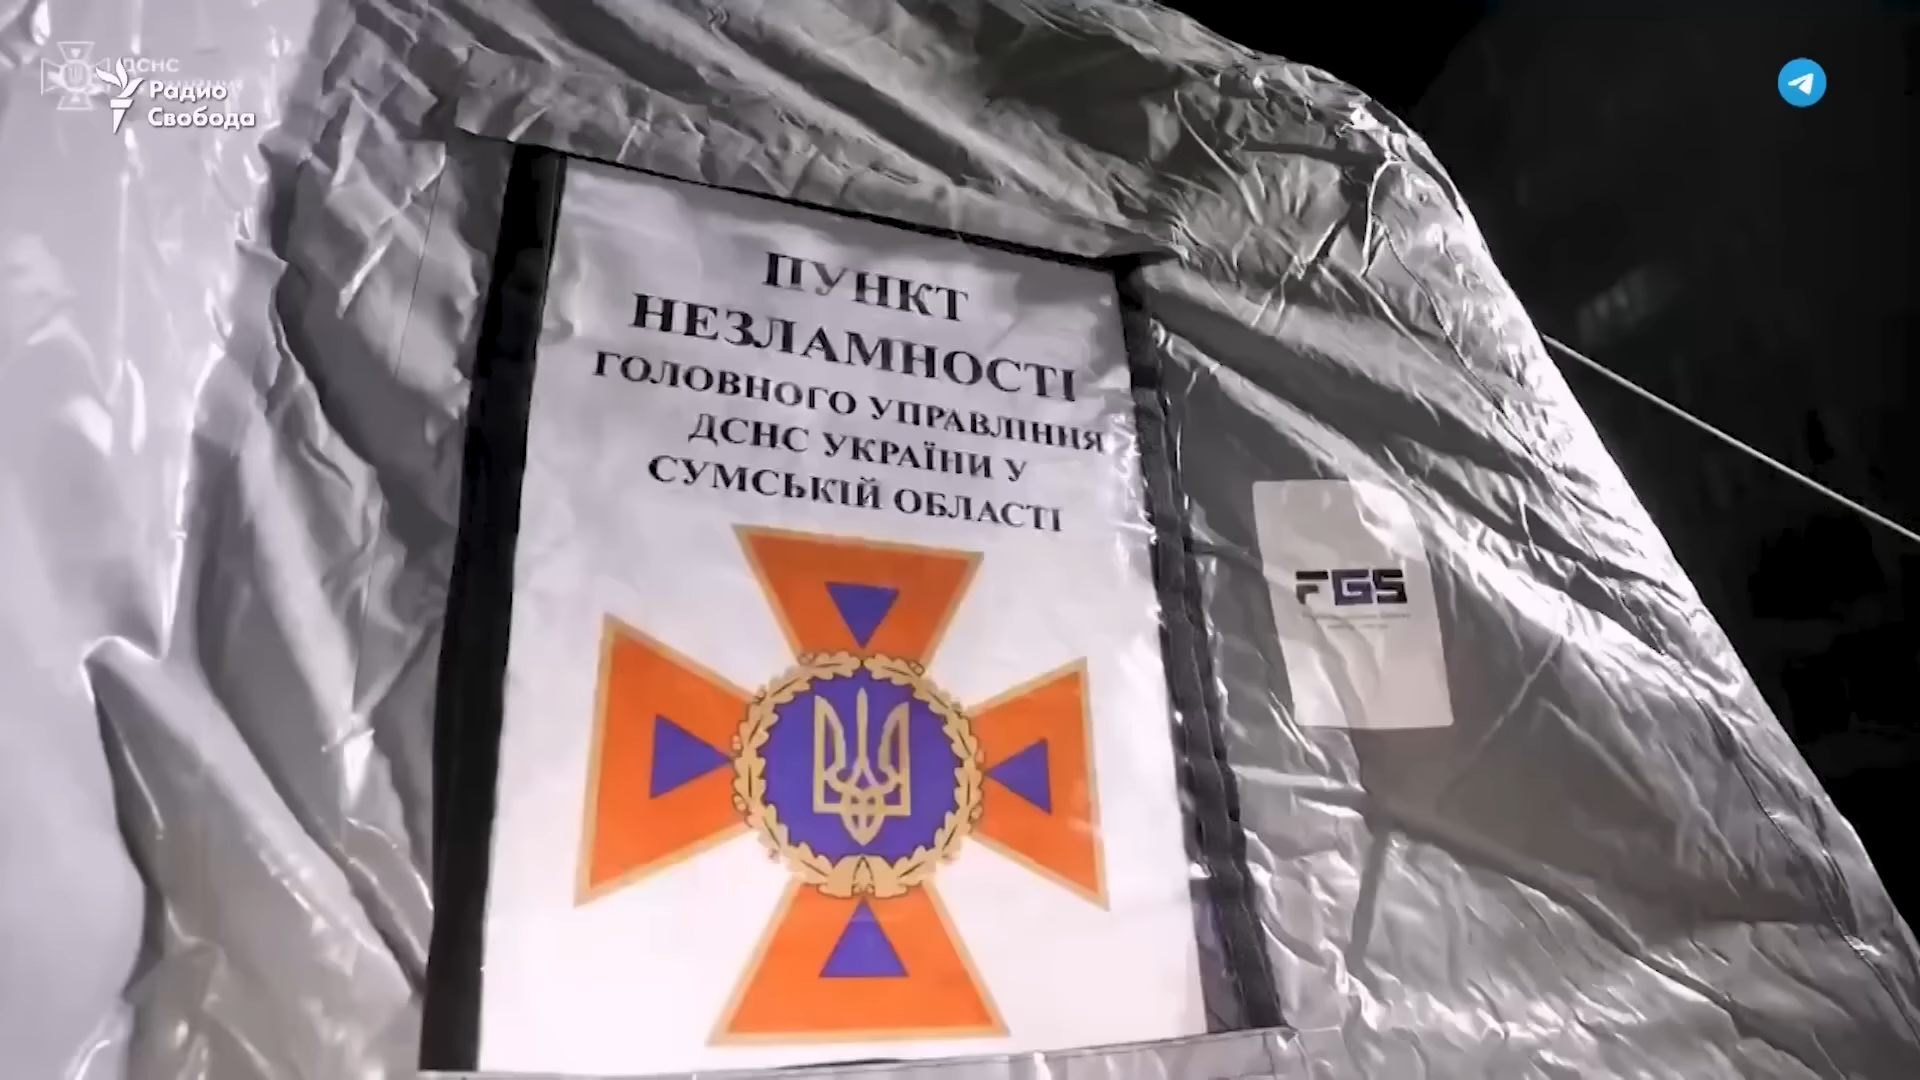 ДСНС
Радио
Свобода
ПУНКТ
НЕЗЛАМНОСТІ
ГОЛОВНОГО УПРАВЛІННЯ
ДСНС УКРАЇНИ У
СУМСЬКІЙ ОБЛАСТІ
FGS